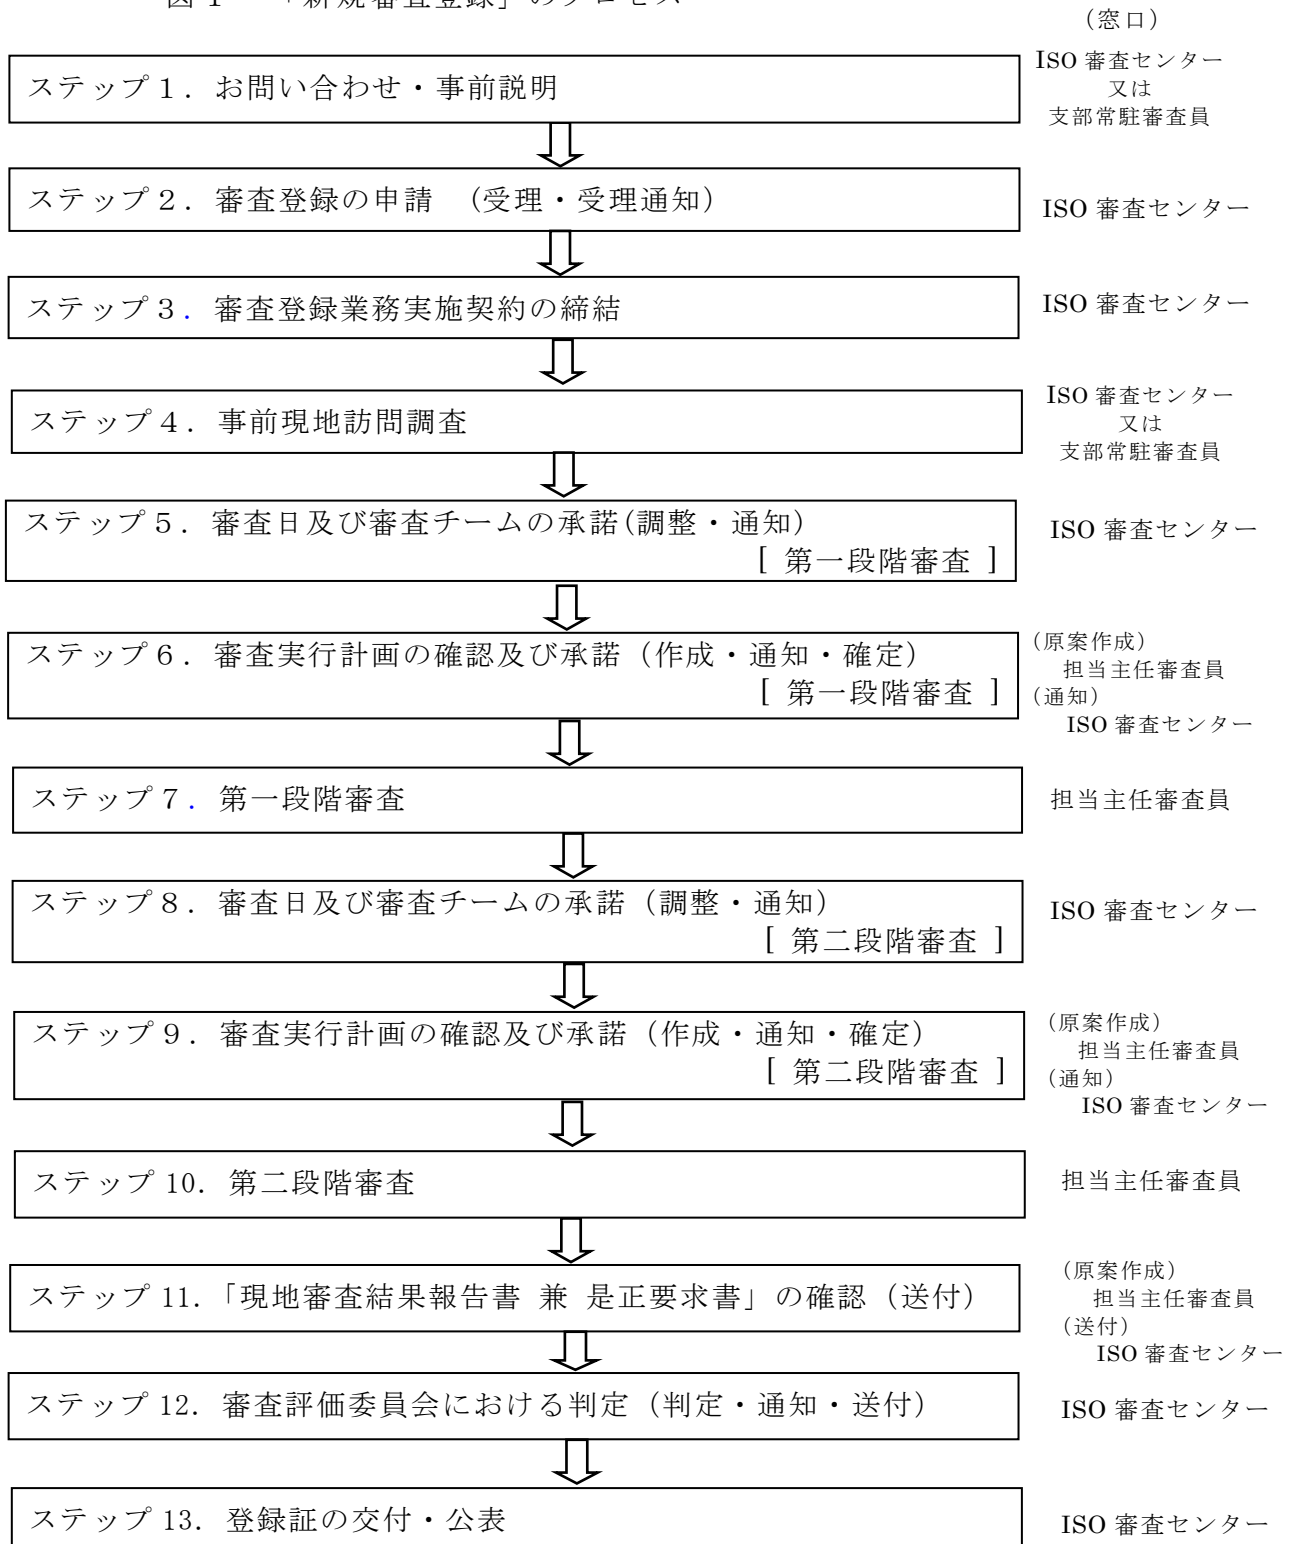 図１ 「新規審査登録」のプロセス
（窓口）
ステップ１．お問い合わせ・事前説明
ISO 審査センター
又は
支部常駐審査員
ステップ２．審査登録の申請 （受理・受理通知）
ISO 審査センター
ステップ３．審査登録業務実施契約の締結
ISO 審査センター
ステップ４．事前現地訪問調査
ISO 審査センター
又は
支部常駐審査員
ステップ５．審査日及び審査チームの承諾(調整・通知)
[ 第一段階審査 ]
ISO 審査センター
ステップ６．審査実行計画の確認及び承諾（作成・通知・確定）
[ 第一段階審査 ]
（原案作成）
担当主任審査員
（通知）
ISO 審査センター
ステップ７．第一段階審査
担当主任審査員
ステップ８．審査日及び審査チームの承諾（調整・通知）
[ 第二段階審査 ]
ISO 審査センター
ステップ９．審査実行計画の確認及び承諾（作成・通知・確定）
[ 第二段階審査 ]
（原案作成）
担当主任審査員
（通知）
ISO 審査センター
ステップ 10．第二段階審査
担当主任審査員
ステップ 11．「現地審査結果報告書 兼 是正要求書」の確認（送付）
（原案作成）
担当主任審査員
（送付）
ISO 審査センター
ステップ 12．審査評価委員会における判定（判定・通知・送付）
ISO 審査センター
ステップ 13．登録証の交付・公表
ISO 審査センター